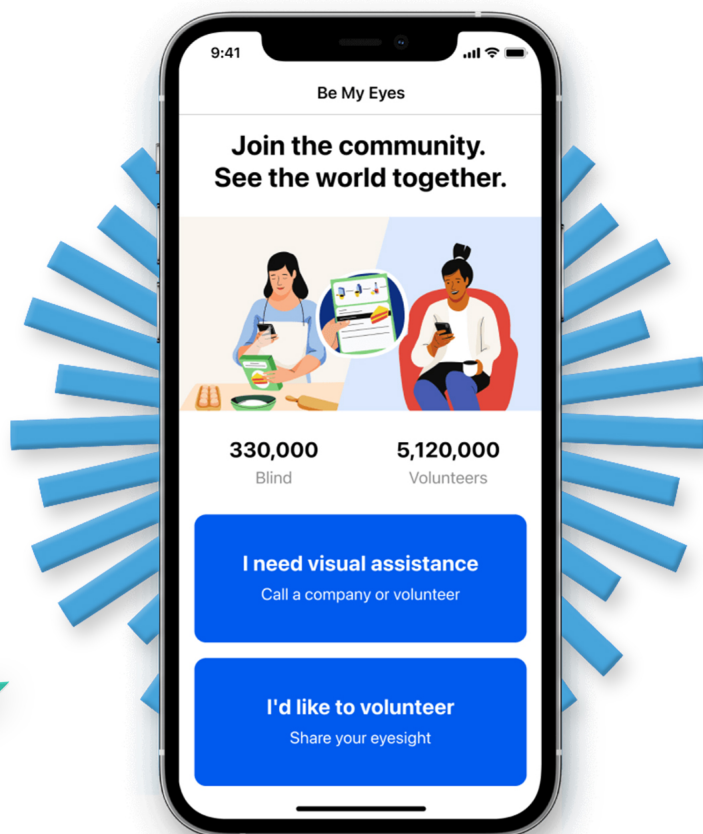 9:41
Be My Eyes
Join the community.
See the world together.
330,000
5,120,000
Blind
Volunteers
I need visual assistance
Call a company or volunteer
I'd like to volunteer
Share your eyesight